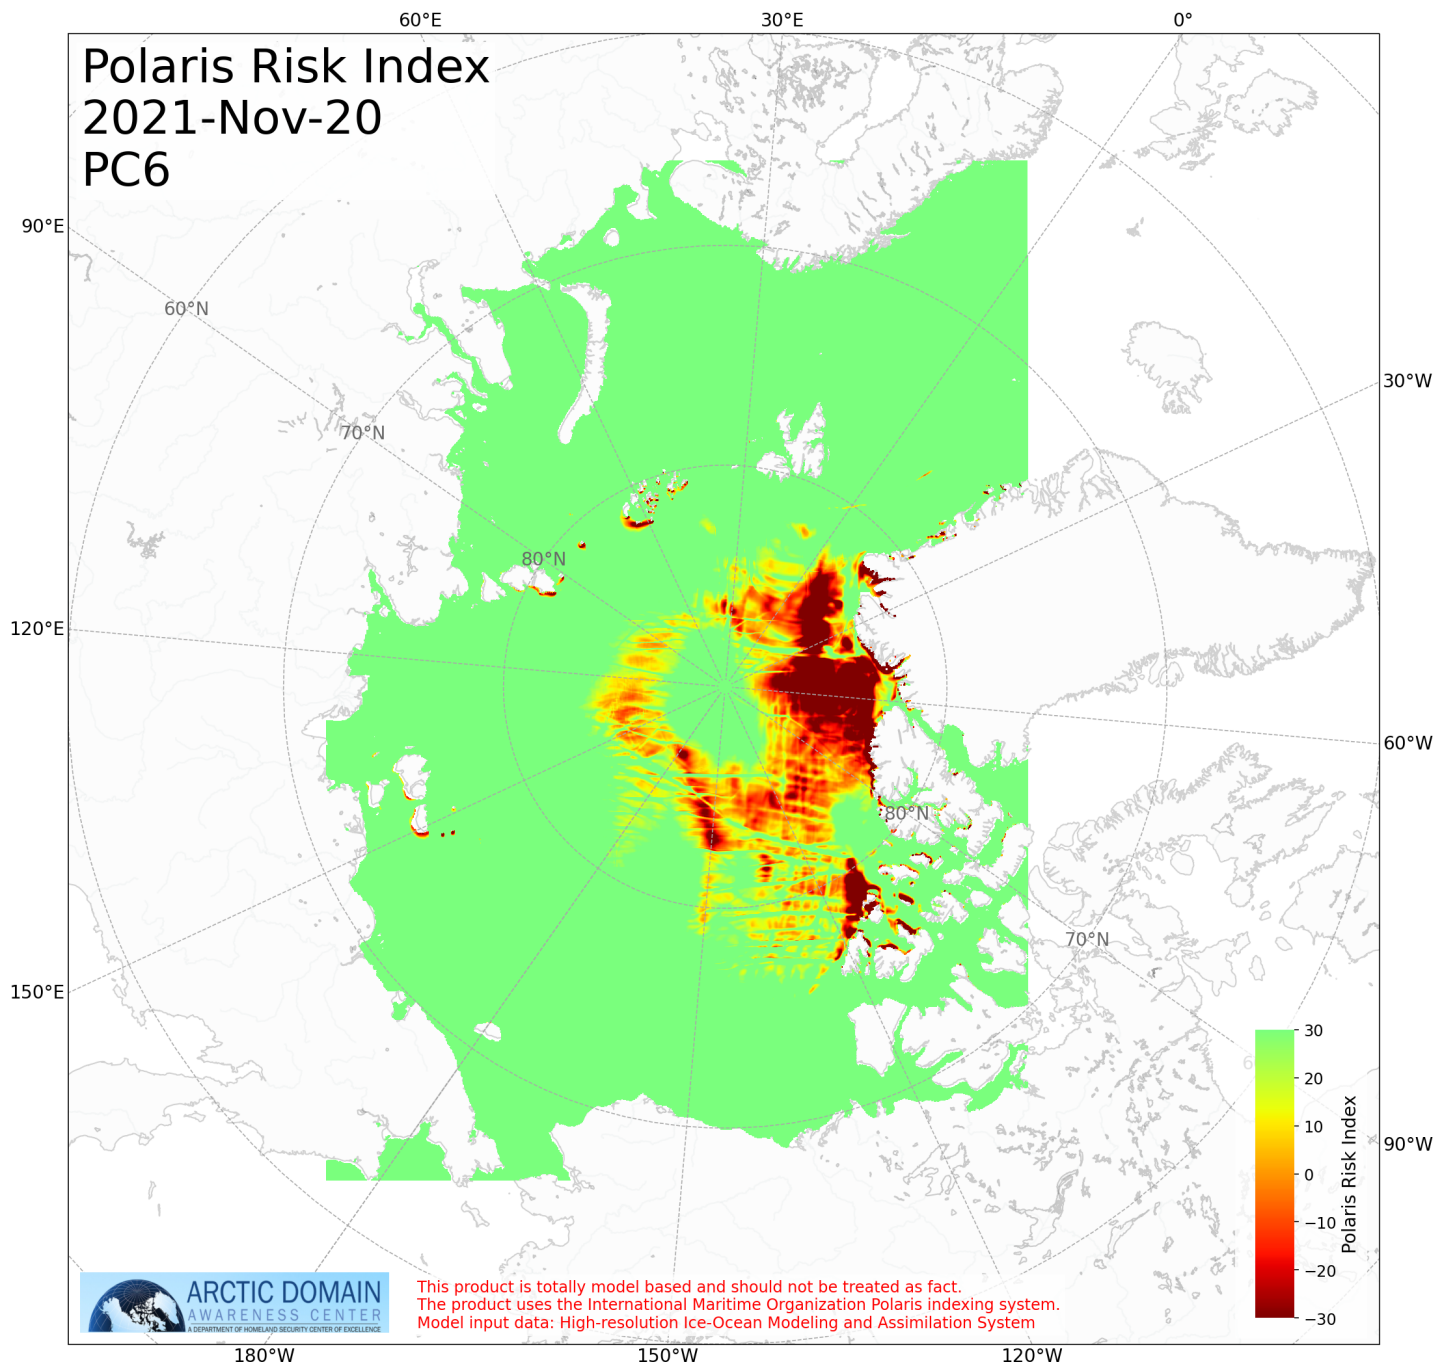 60°E 30°E 0°
Polaris Risk Index
2021-Nov-20
PC6
90°E
60°N
30°W
70°N
80°N
120°E
60°W
80°N
70°N
150°E
30
20
10
0
−10
−20
−30
Polaris Risk Index
90°W
ARCTIC DOMAIN
AWARENESS CENTER
A DEPARTMENT OF HOMELAND SECURITY CENTER OF EXCELLENCE
This product is totally model based and should not be treated as fact.
The product uses the International Maritime Organization Polaris indexing system.
Model input data: High-resolution Ice-Ocean Modeling and Assimilation System
180°W 150°W 120°W